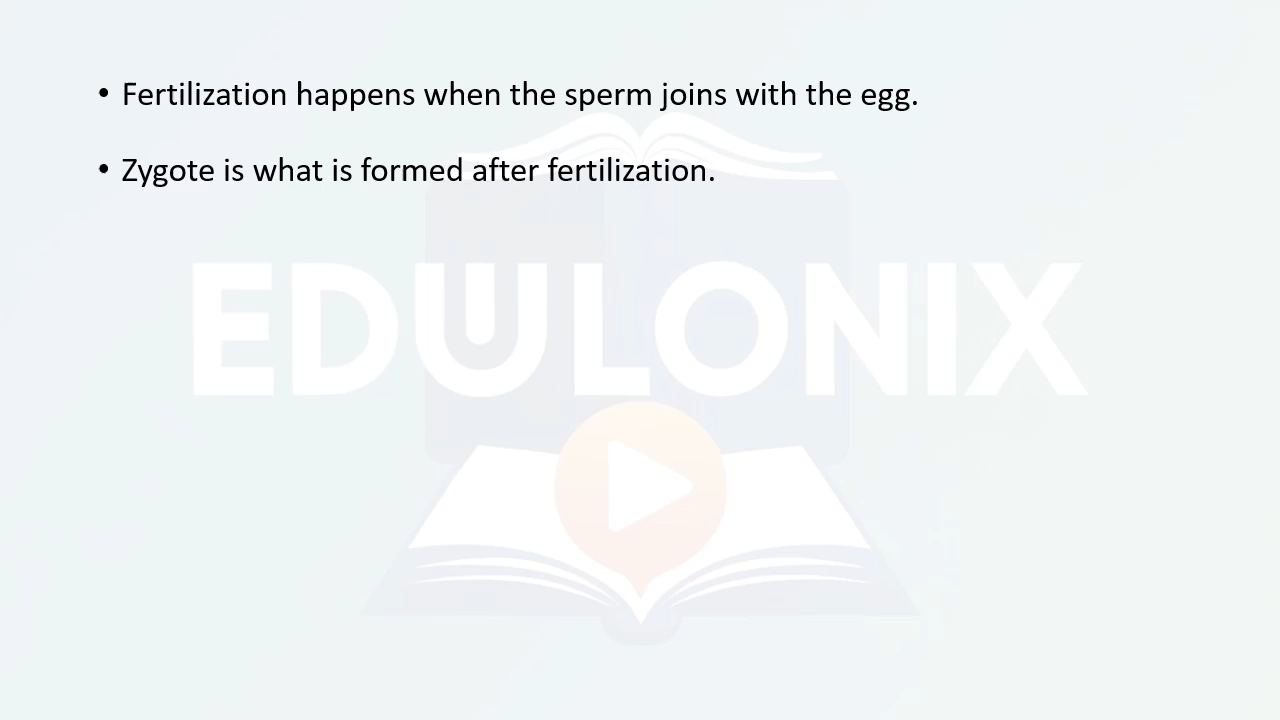 • Fertilization happens when the sperm joins with the egg.
• Zygote is what is formed after fertilization.
EDULONIX